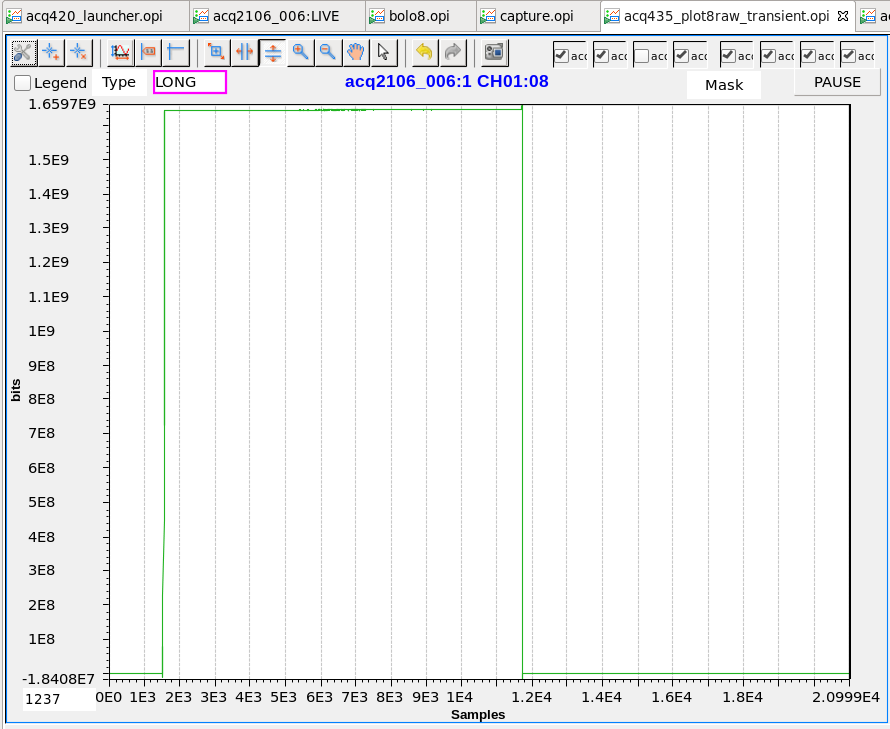 acq420_launcher.opi acq2106_006:LIVE bolo8.opi capture.opi acq435_plot8raw_transient.opi
acc acc acc acc acc acc acc acc
Legend Type LONG acq2106_006:1 CH01:08 Mask PAUSE
1.6597E9
1.5E9
1.4E9
1.3E9
1.2E9
1.1E9
1E9
9E8
8E8
7E8
6E8
5E8
4E8
3E8
2E8
1E8
-1.8408E7
bits
0E0 1E3 2E3 3E3 4E3 5E3 6E3 7E3 8E3 9E3 1E4 1.2E4 1.4E4 1.6E4 1.8E4 2.0999E4
1237
Samples